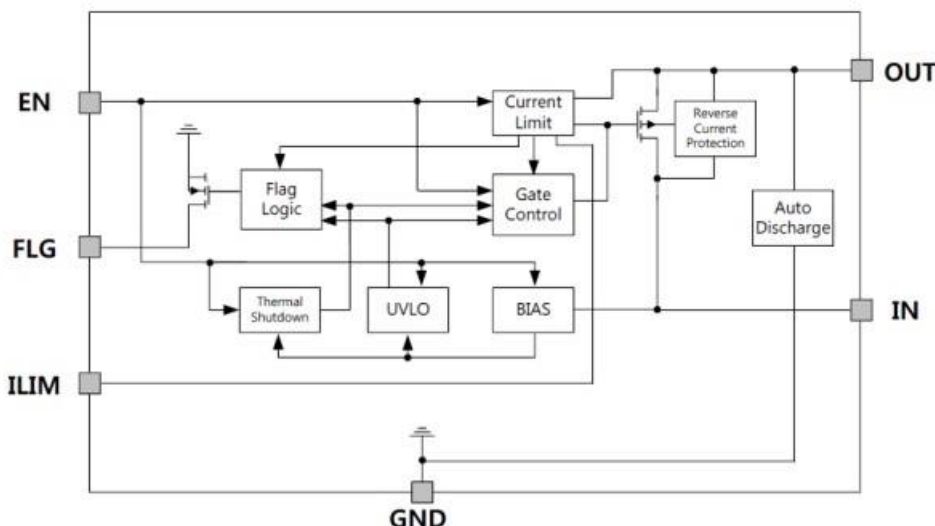 OUT
EN
Current
Limit
Reverse
Current
Protection
Flag
Logic
Gate
Control
Auto
Discharge
FLG
Thermal
Shutdown
UVLO
BIAS
IN
ILIM
GND